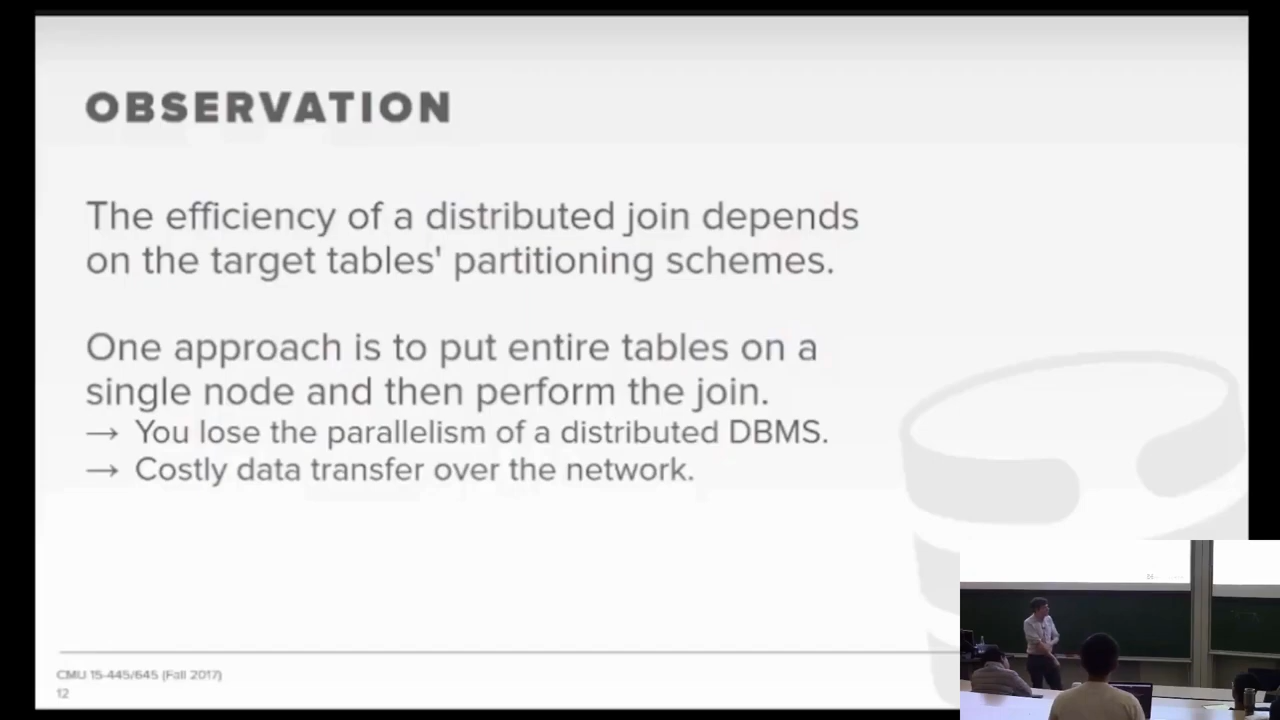 OBSERVATION
The efficiency of a distributed join depends
on the target tables' partitioning schemes.
One approach is to put entire tables on a
single node and then perform the join.
→ You lose the parallelism of a distributed DBMS.
→ Costly data transfer over the network.
CMU 15-445/645 (Fall 2017)
12